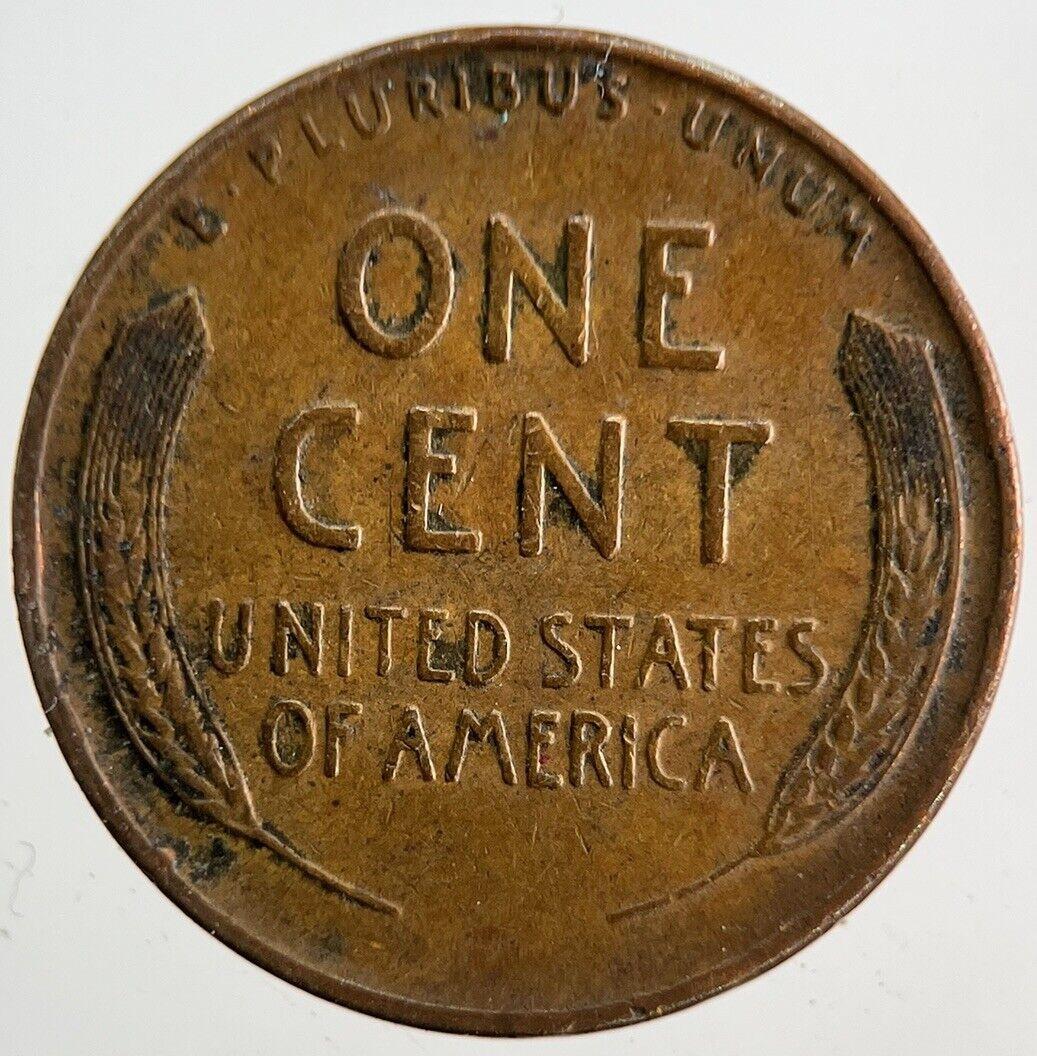 E·PLURIBUS·UNUM
ONE
CENT
UNITED STATES
OF AMERICA